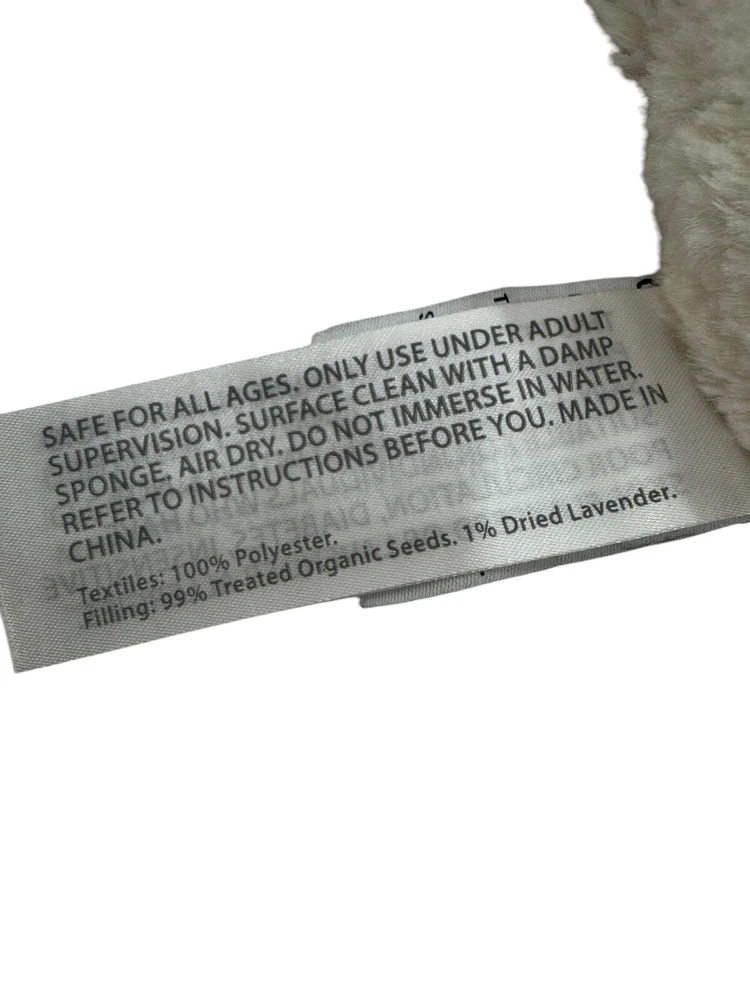 SAFE FOR ALL AGES. ONLY USE UNDER ADULT
SUPERVISION. SURFACE CLEAN WITH A DAMP
SPONGE. AIR DRY. DO NOT IMMERSE IN WATER.
REFER TO INSTRUCTIONS BEFORE YOU. MADE IN
CHINA.
Textiles: 100% Polyester.
Filling: 99% Treated Organic Seeds. 1% Dried Lavender.